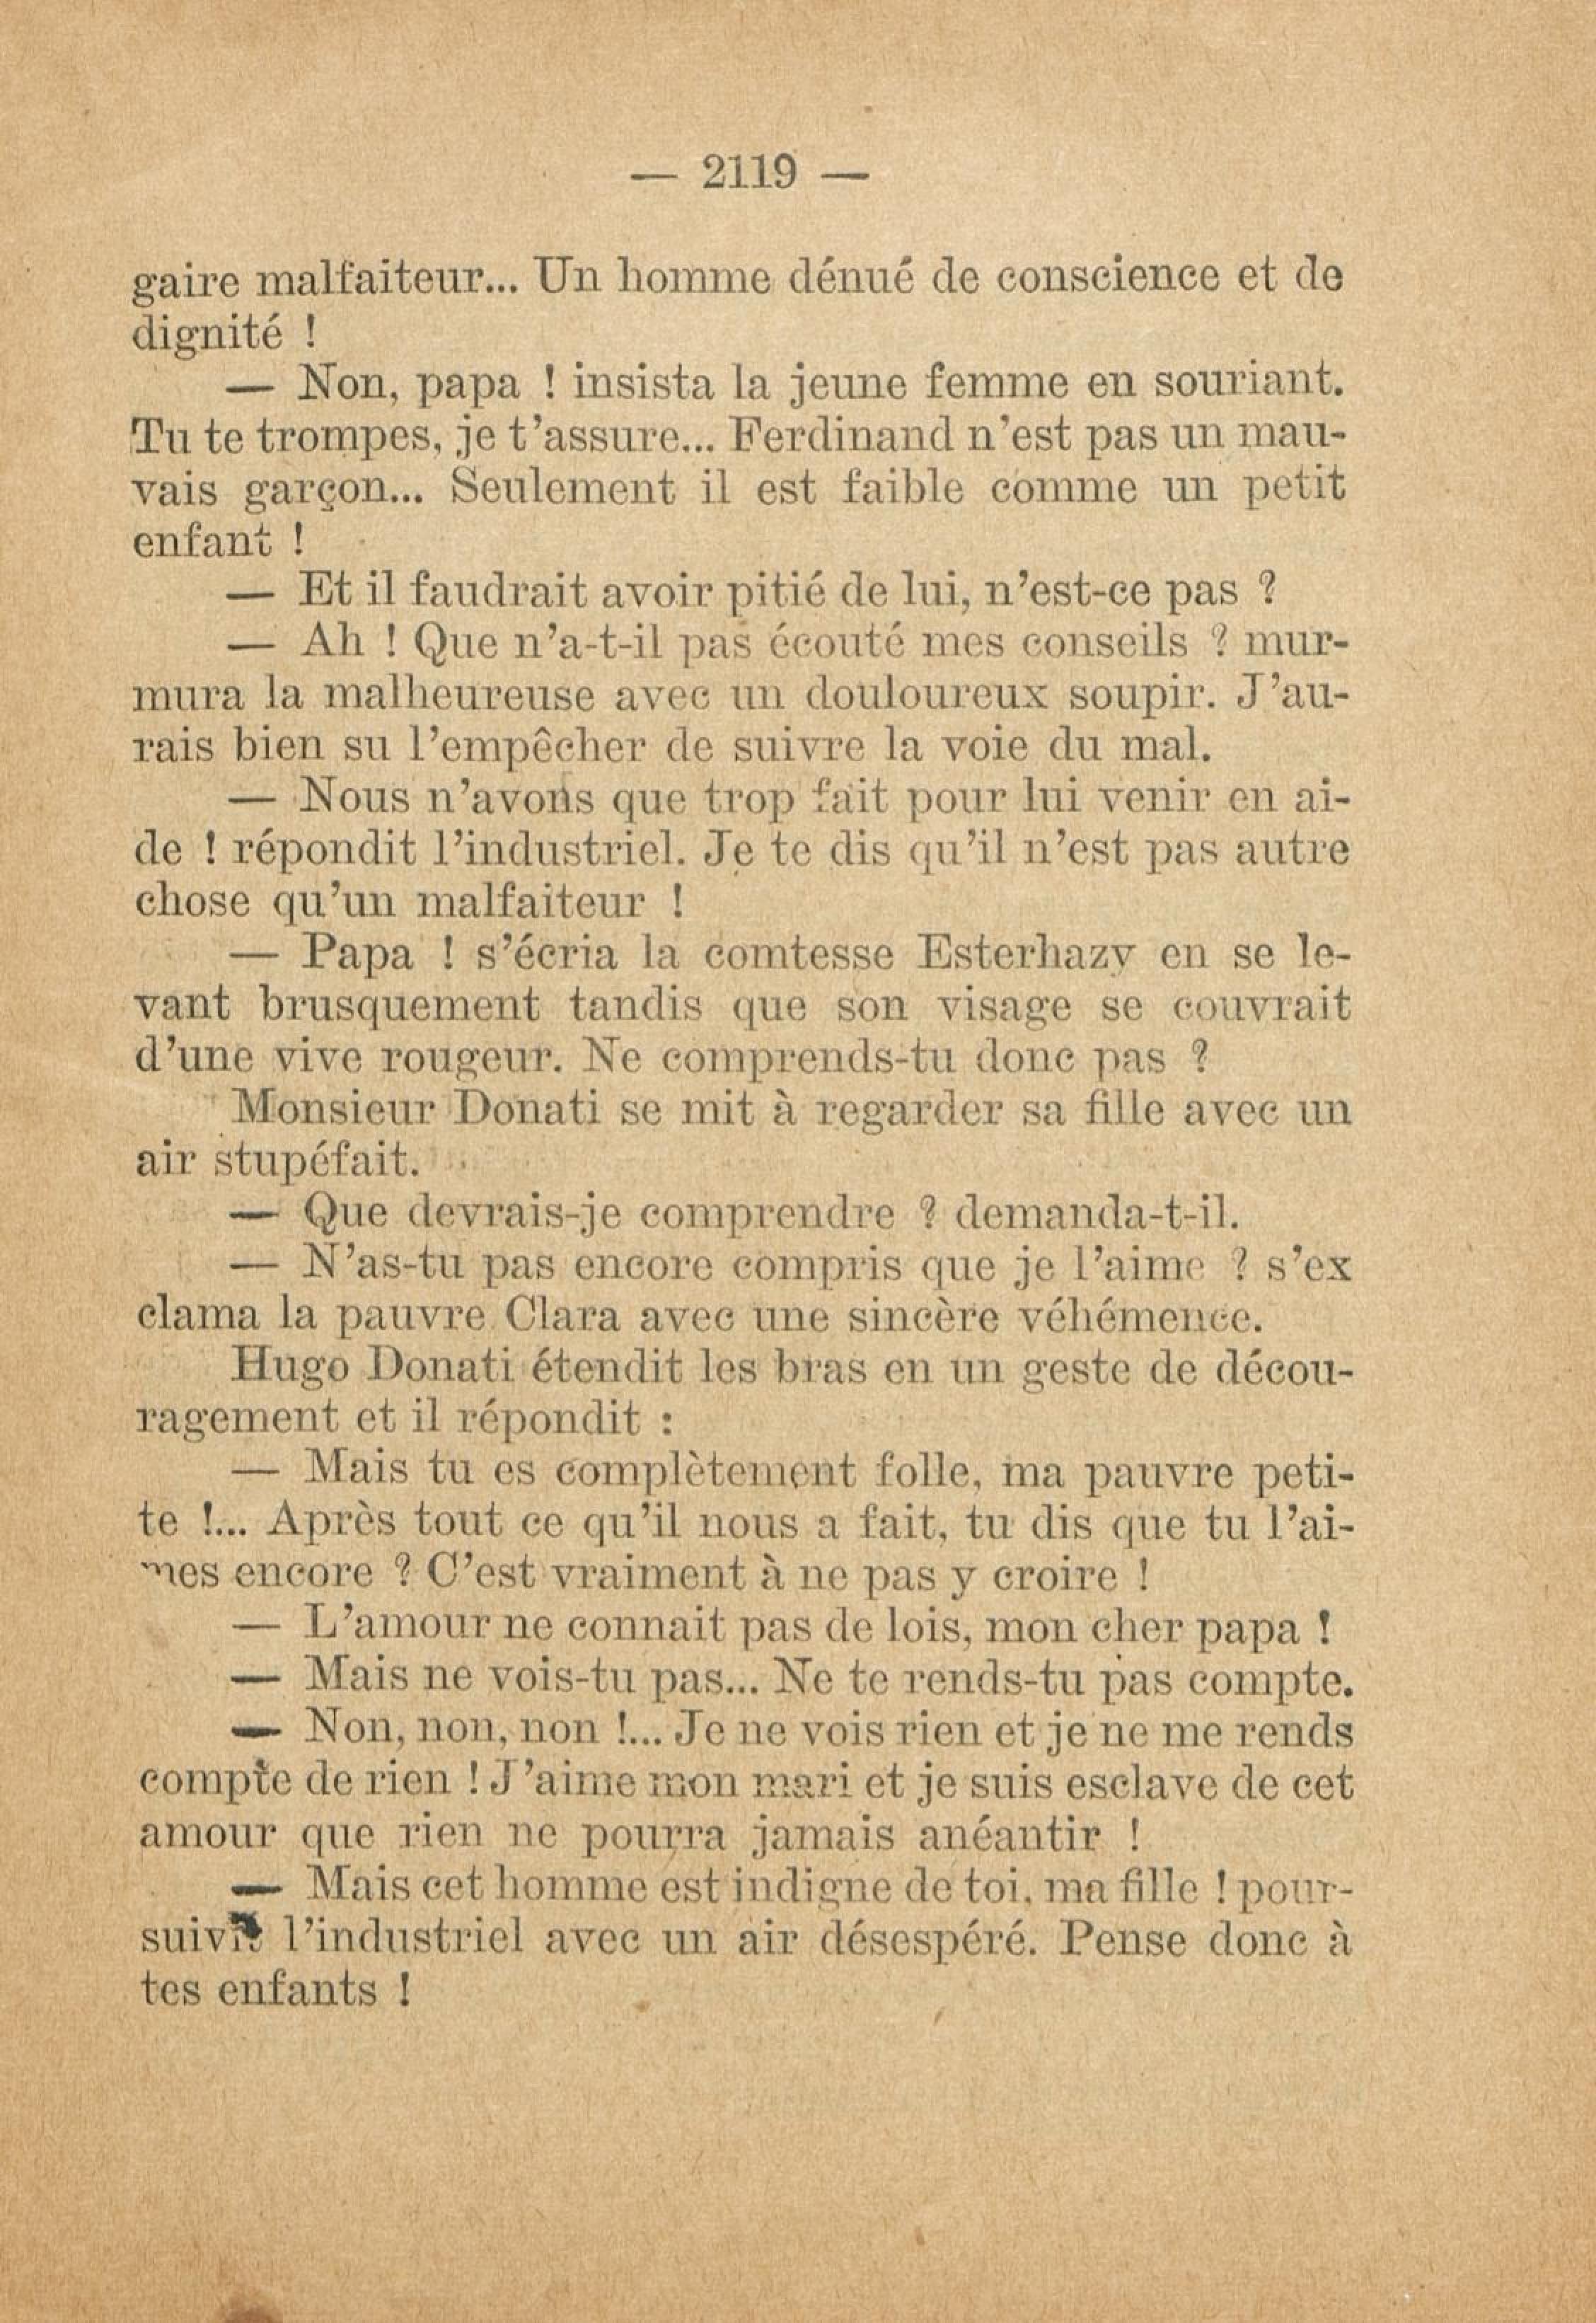 — 2119 —
gaire malfaiteur... Un homme dénué de conscience et de
dignité !
— Non, papa ! insista la jeune femme en souriant.
Tu te trompes, je t'assure... Ferdinand n'est pas un mau-
vais garçon... Seulement il est faible comme un petit
enfant !
— Et il faudrait avoir pitié de lui, n'est-ce pas ?
— Ah ! Que n'a-t-il pas écouté mes conseils ? mur-
mura la malheureuse avec un douloureux soupir. J'au-
rais bien su l'empêcher de suivre la voie du mal.
— Nous n'avons que trop fait pour lui venir en ai-
de ! répondit l'industriel. Je te dis qu'il n'est pas autre
chose qu'un malfaiteur !
— Papa ! s'écria la comtesse Esterhazy en se le-
vant brusquement tandis que son visage se couvrait
d'une vive rougeur. Ne comprends-tu donc pas ?
Monsieur Donati se mit à regarder sa fille avec un
air stupéfait.
— Que devrais-je comprendre ? demanda-t-il.
— N'as-tu pas encore compris que je l'aime ? s'ex
clama la pauvre Clara avec une sincère véhémence.
Hugo Donati étendit les bras en un geste de décou-
ragement et il répondit :
— Mais tu es complètement folle, ma pauvre peti-
te !... Après tout ce qu'il nous a fait, tu dis que tu l'ai-
mes encore ? C'est vraiment à ne pas y croire !
— L'amour ne connait pas de lois, mon cher papa !
— Mais ne vois-tu pas... Ne te rends-tu pas compte.
— Non, non, non !... Je ne vois rien et je ne me rends
compte de rien ! J'aime mon mari et je suis esclave de cet
amour que rien ne pourra jamais anéantir !
— Mais cet homme est indigne de toi, ma fille ! pour-
suivit l'industriel avec un air désespéré. Pense donc à
tes enfants !